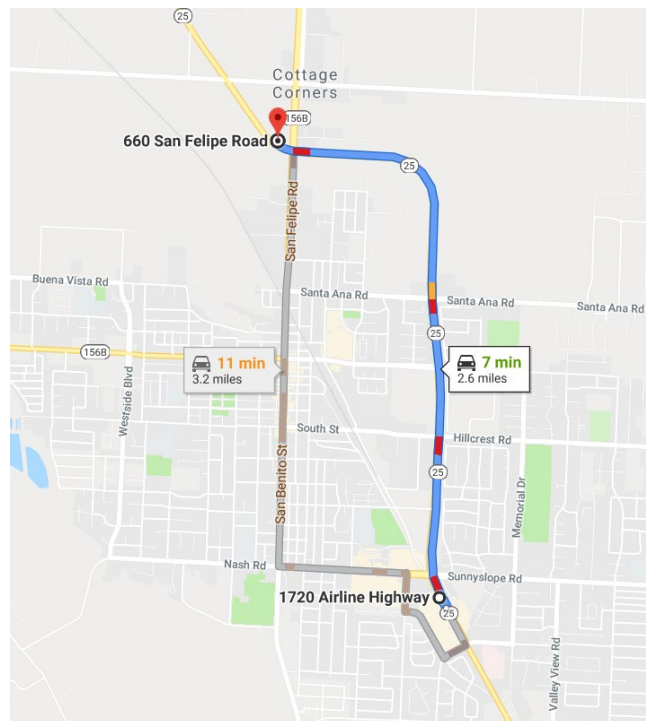 25
Cottage
Corners
156B
660 San Felipe Road
25
San Felipe Rd
Buena Vista Rd
Santa Ana Rd
Santa Ana Rd
Santa Ana Rd
25
156B
11 min
3.2 miles
7 min
2.6 miles
Westside Blvd
South St
Hillcrest Rd
25
San Benito St
Memorial Dr
Nash Rd
Sunnyslope Rd
1720 Airline Highway
25
Valley View Rd